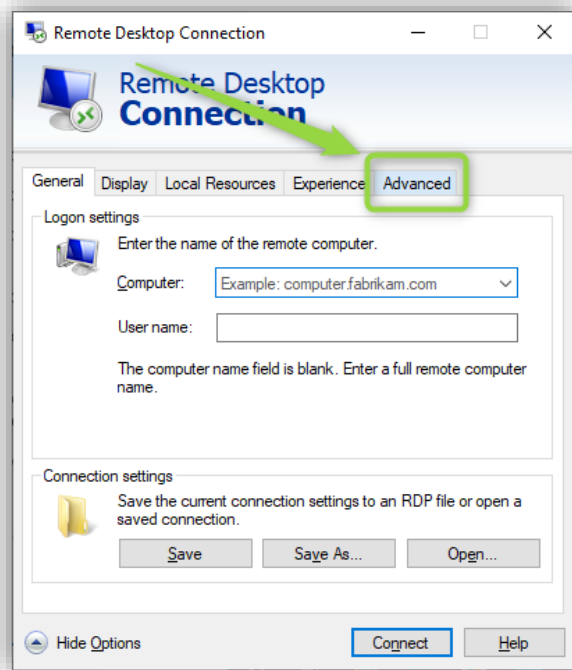 Remote Desktop Connection
Remote Desktop
Connection
General Display Local Resources Experience Advanced
Logon settings
Enter the name of the remote computer.
Computer: Example: computer.fabrikam.com
User name:
The computer name field is blank. Enter a full remote computer
name.
Connection settings
Save the current connection settings to an RDP file or open a
saved connection.
Save Save As... Open...
Hide Options Connect Help